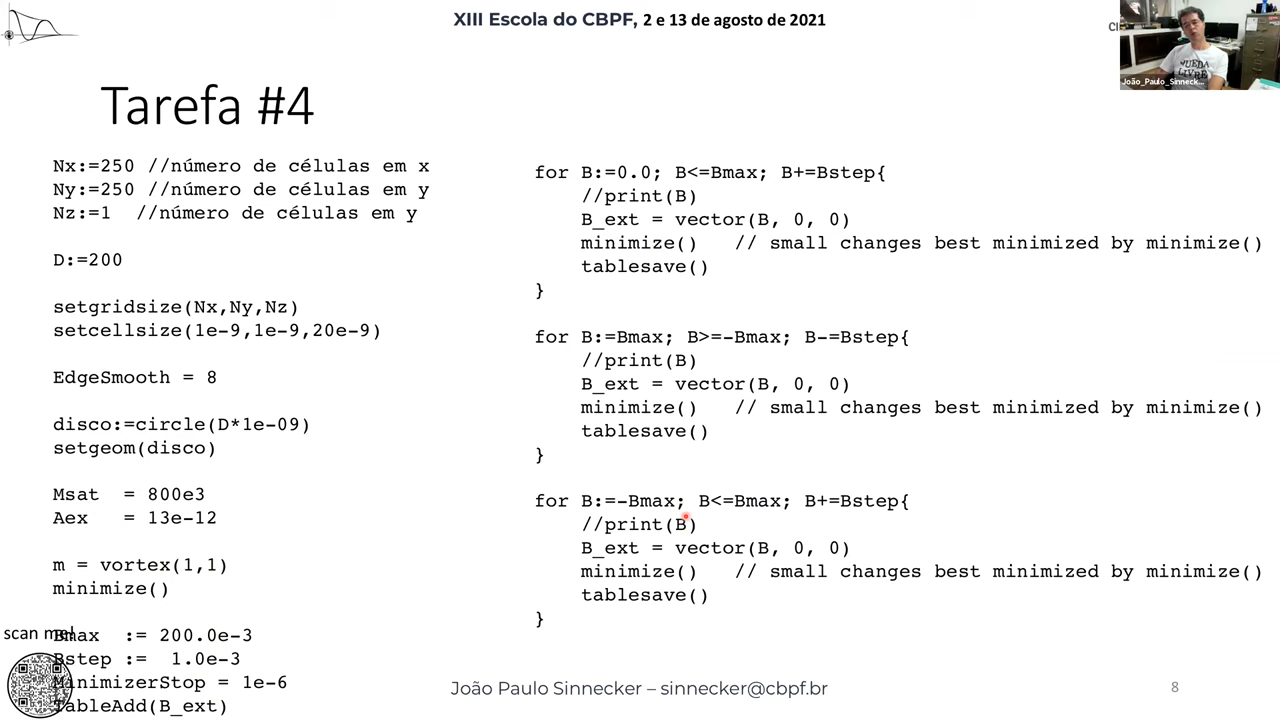 XIII Escola do CBPF, 2 e 13 de agosto de 2021
João_Paulo_Sinneck...
Tarefa #4
Nx:=250 //número de células em x
Ny:=250 //número de células em y
Nz:=1 //número de células em y
D:=200
setgridsize(Nx,Ny,Nz)
setcellsize(1e-9,1e-9,20e-9)
EdgeSmooth = 8
disco:=circle(D*1e-09)
setgeom(disco)
Msat = 800e3
Aex = 13e-12
m = vortex(1,1)
minimize()
Bmax := 200.0e-3
Bstep := 1.0e-3
MinimizerStop = 1e-6
TableAdd(B_ext)
scan me!
for B:=0.0; B<=Bmax; B+=Bstep{
//print(B)
B_ext = vector(B, 0, 0)
minimize() // small changes best minimized by minimize()
tablesave()
}
for B:=Bmax; B>=-Bmax; B-=Bstep{
//print(B)
B_ext = vector(B, 0, 0)
minimize() // small changes best minimized by minimize()
tablesave()
}
for B:=-Bmax; B<=Bmax; B+=Bstep{
//print(B)
B_ext = vector(B, 0, 0)
minimize() // small changes best minimized by minimize()
tablesave()
}
João Paulo Sinnecker – sinnecker@cbpf.br
8